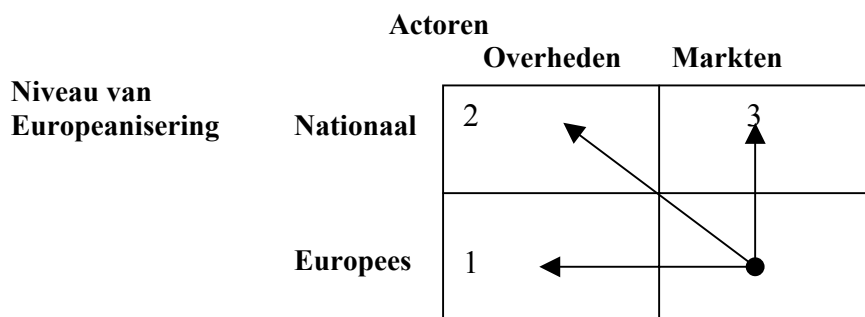 Actoren
Overheden Markten
Niveau van
Europeanisering
Nationaal 2 3
Europees 1